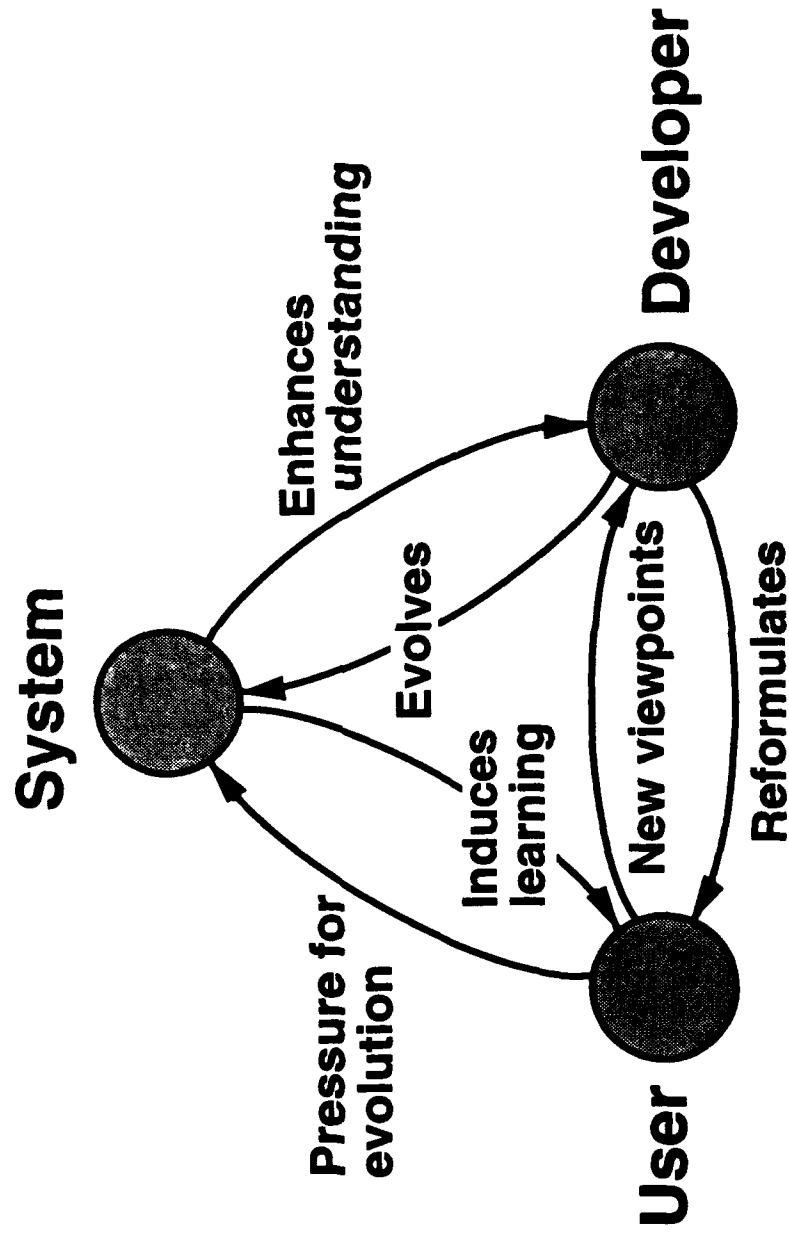 System
Enhances
understanding
Pressure for
evolution
Evolves
Induces
learning
New viewpoints
User
Developer
Reformulates